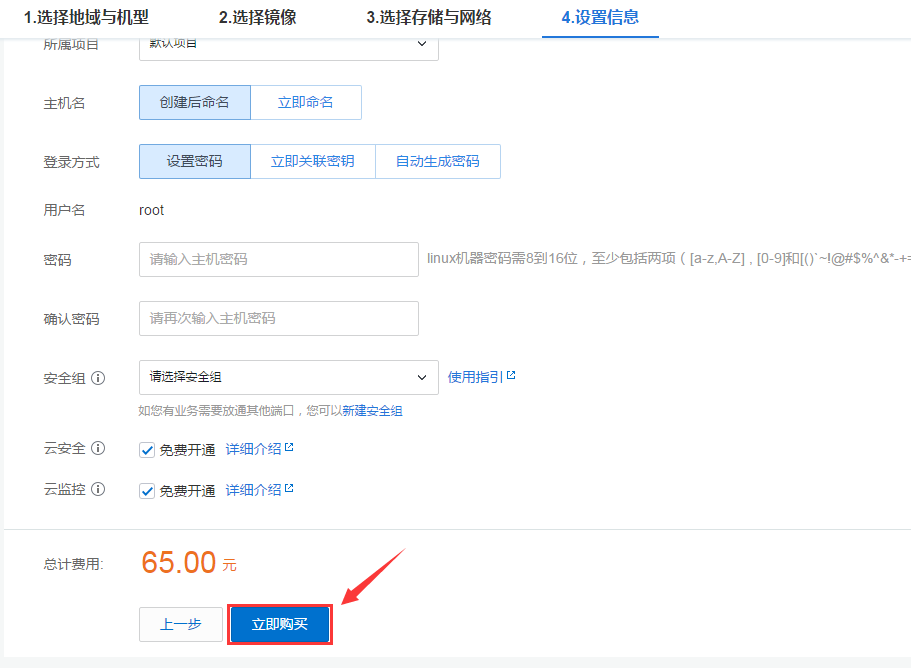 1.选择地域与机型 2.选择镜像 3.选择存储与网络 4.设置信息
所属项目 默认项目
主机名 创建后命名 立即命名
登录方式 设置密码 立即关联密钥 自动生成密码
用户名 root
密码 请输入主机密码 linux机器密码需8到16位，至少包括两项（[a-z,A-Z] , [0-9]和[()`~!@#$%^&*-+=
确认密码 请再次输入主机密码
安全组 请选择安全组 使用指引
如您有业务需要放通其他端口，您可以新建安全组
云安全 免费开通 详细介绍
云监控 免费开通 详细介绍
总计费用: 65.00 元
上一步 立即购买